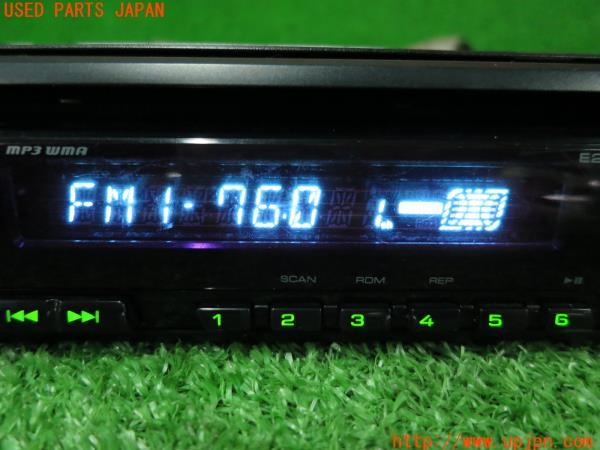 USED PARTS JAPAN
MP3 WMA
E2
FM1-76.0
SCAN RDM REP
1 2 3 4 5 6
http://www.upjpn.com/